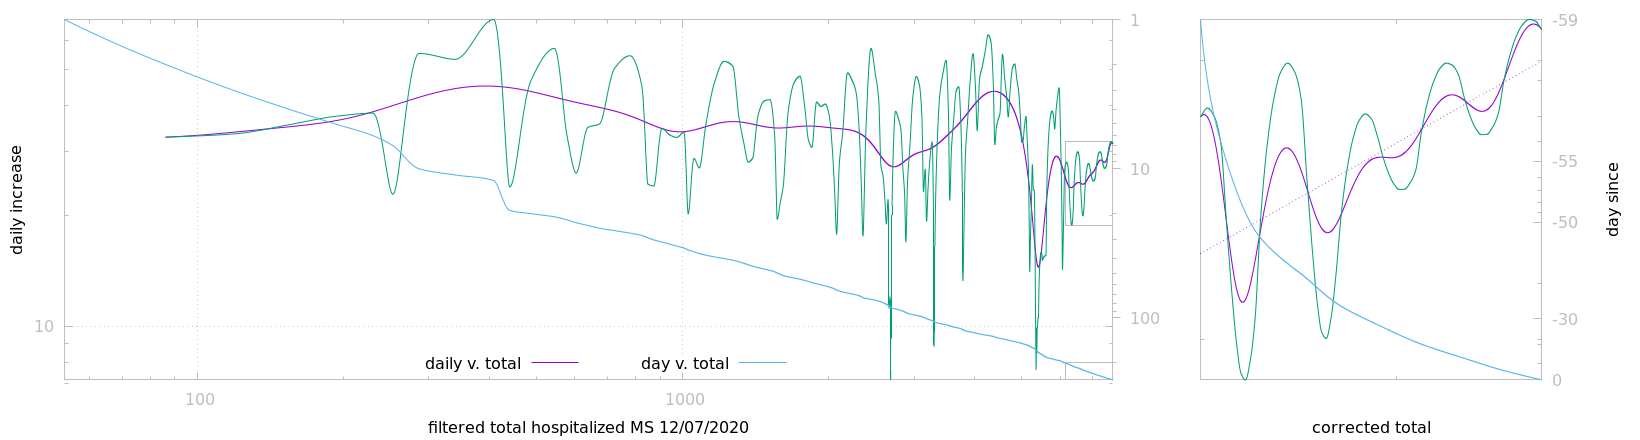 1
-59
10
-55
-50
daily increase
day since
10
100
-30
daily v. total
day v. total
0
100
1000
filtered total hospitalized MS 12/07/2020
corrected total